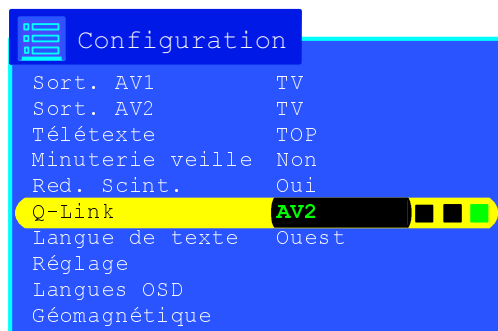 Configuration
Sort. AV1 TV
Sort. AV2 TV
Télétexte TOP
Minuterie veille Non
Red. Scint. Oui
Q-Link AV2
Langue de texte Ouest
Réglage
Langues OSD
Géomagnétique